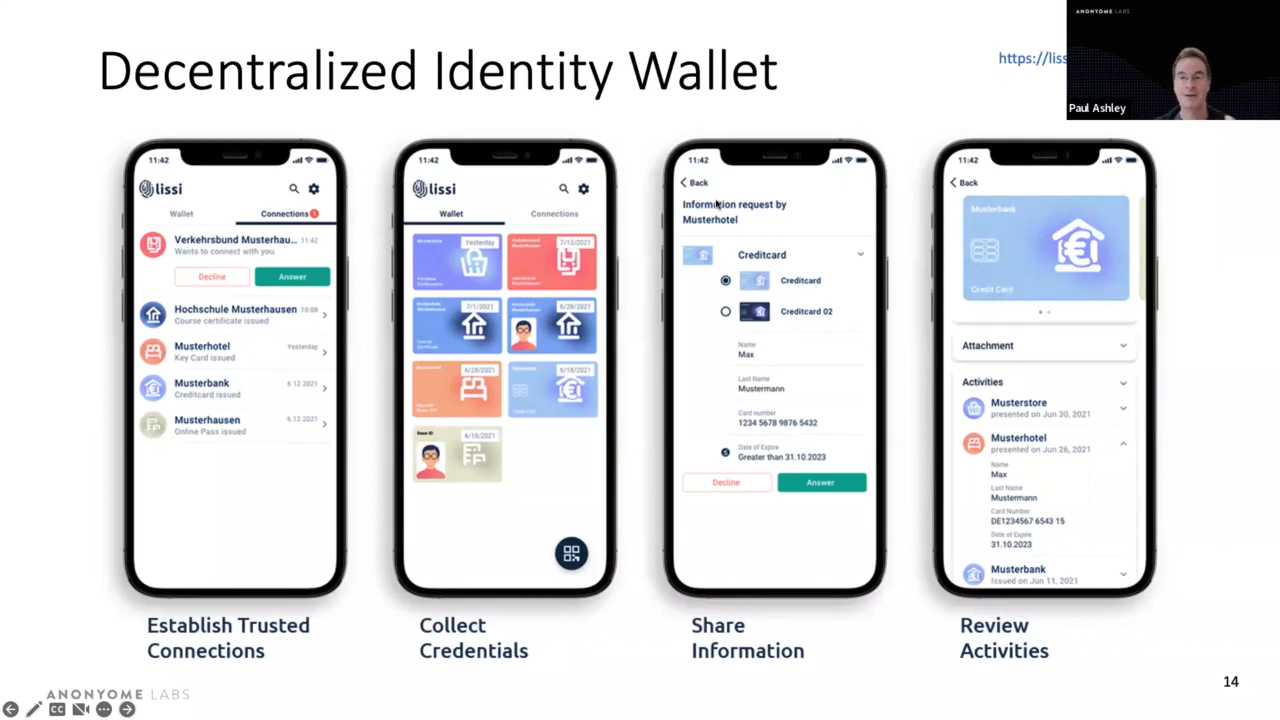 Decentralized Identity Wallet
https://liss
ANONYOME LABS
Paul Ashley
11:42
lissi
Wallet
Connections 1
Verkehrsbund Musterhau... 11:42
Wants to connect with you
Decline
Answer
Hochschule Musterhausen 10:08
Course certificate issued
Musterhotel Yesterday
Key Card issued
Musterbank 6.12.2021
Creditcard issued
Musterhausen 6.12.2021
Online Pass issued
Establish Trusted
Connections
11:42
lissi
Wallet
Connections
Yesterday
7/12/2021
7/1/2021
6/28/2021
6/28/2021
6/18/2021
Base-ID
6/16/2021
Collect
Credentials
11:42
Back
Information request by
Musterhotel
Creditcard
Creditcard
Creditcard 02
Name
Max
Last Name
Mustermann
Card number
1234 5678 9876 5432
Date of Expire
Greater than 31.10.2023
Decline
Answer
Share
Information
11:42
Back
Musterbank
Credit Card
Attachment
Activities
Musterstore
presented on Jun 30, 2021
Musterhotel
presented on Jun 26, 2021
Name
Max
Last Name
Mustermann
Card Number
DE1234567 6543 15
Date of Expire
31.10.2023
Musterbank
Issued on Jun 11, 2021
Review
Activities
ANONYOME LABS
CC
14